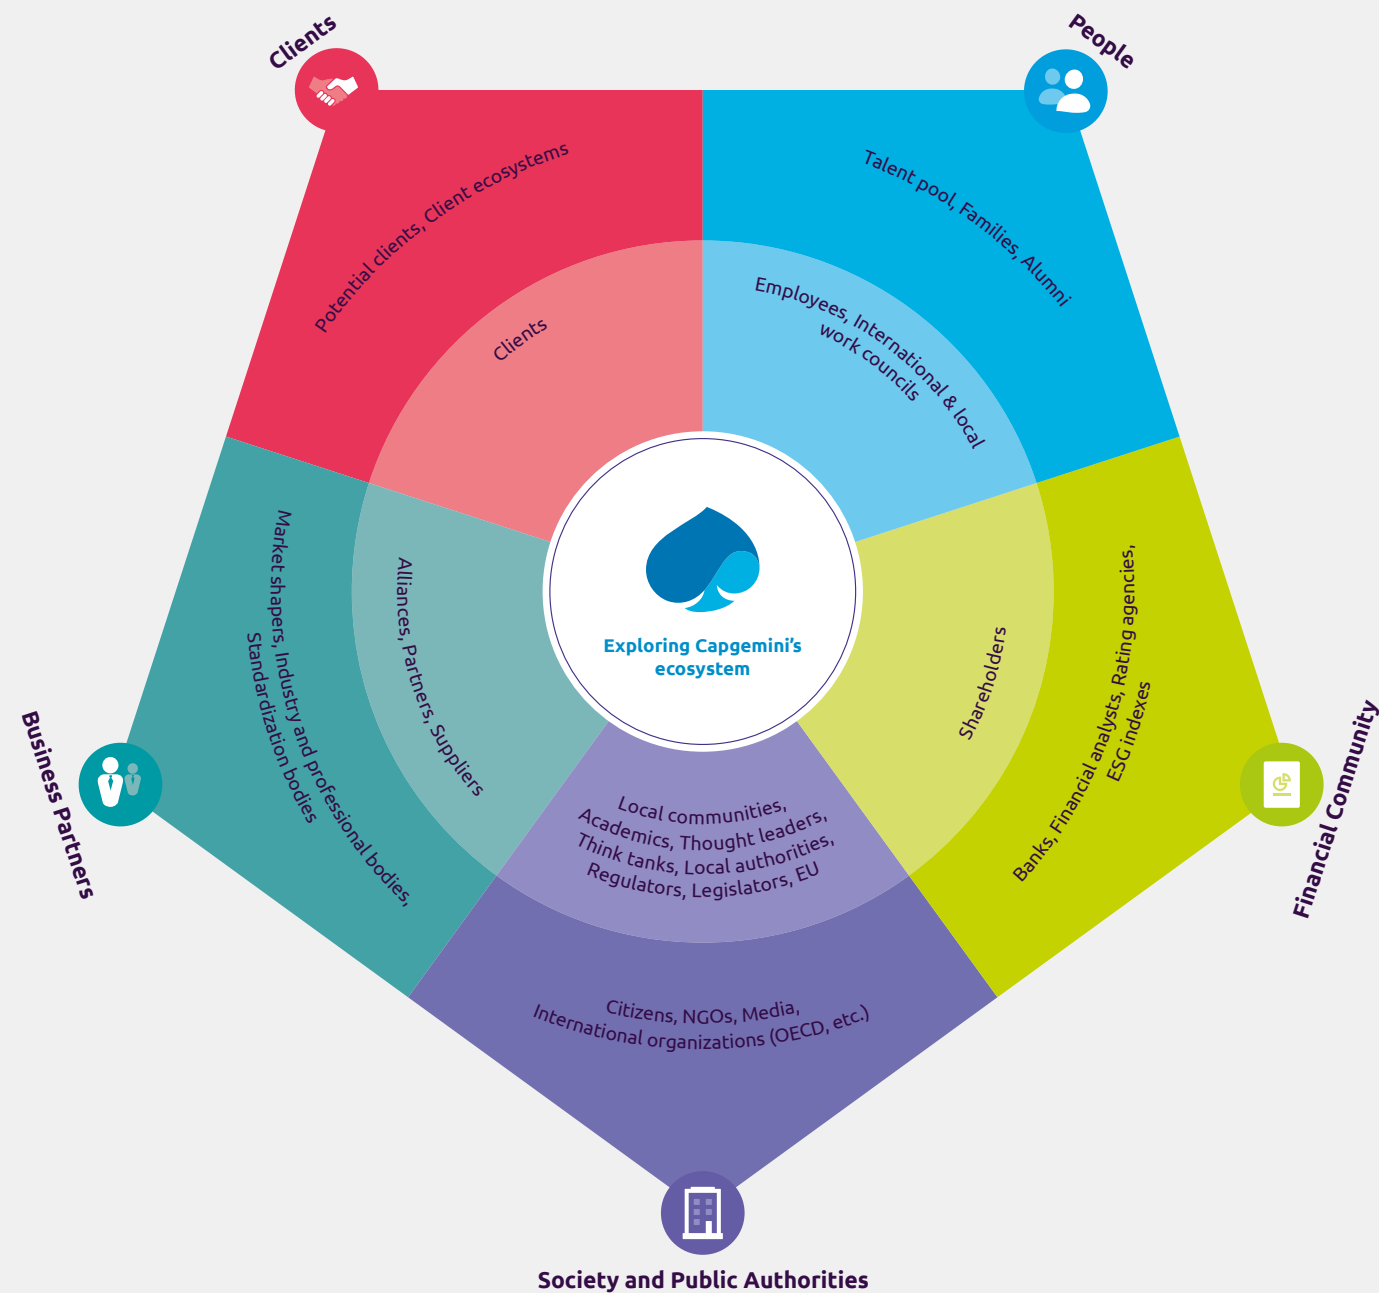 Clients
People
Potential clients, Client ecosystems
Talent pool, Families, Alumni
Clients
Employees, International & local
work councils
Exploring Capgemini’s
ecosystem
Market shapers, Industry and professional bodies,
Standardization bodies
Alliances, Partners, Suppliers
Shareholders
Banks, Financial analysts, Rating agencies,
ESG indexes
Business Partners
Financial Community
Local communities,
Academics, Thought leaders,
Think tanks, Local authorities,
Regulators, Legislators, EU
Citizens, NGOs, Media,
International organizations (OECD, etc.)
Society and Public Authorities